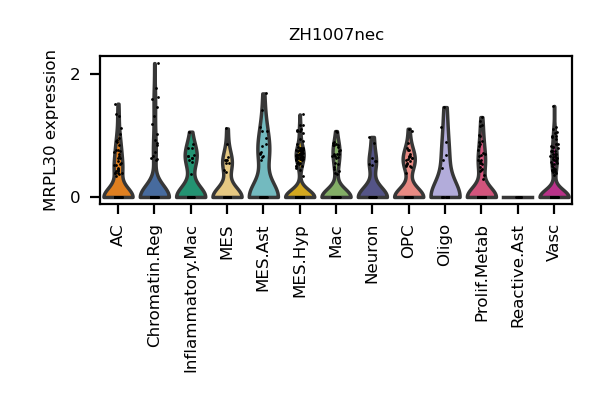 ZH1007nec
MRPL30 expression
2
0
AC
Chromatin.Reg
Inflammatory.Mac
MES
MES.Ast
MES.Hyp
Mac
Neuron
OPC
Oligo
Prolif.Metab
Reactive.Ast
Vasc